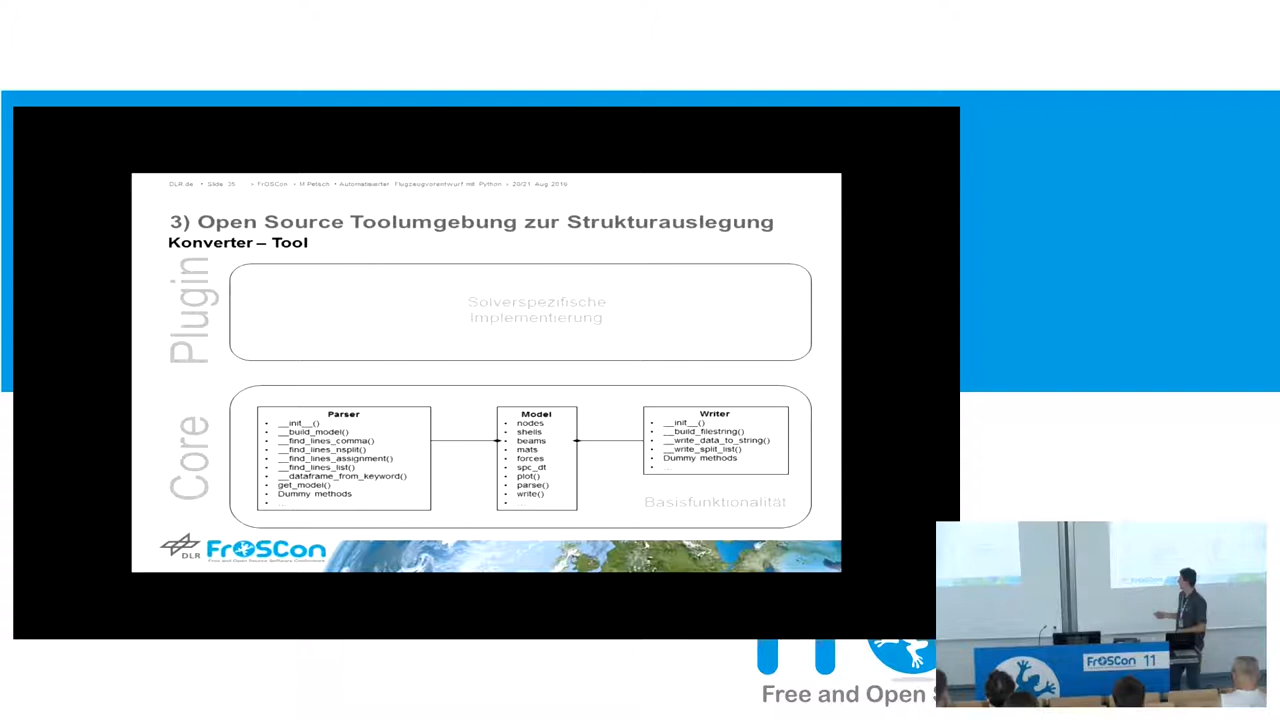 DLR.de • Slide 35 > FrOSCon > M Petsch • Automatisierter Flugzeugvorentwurf mit Python > 20/21 Aug 2016
3) Open Source Toolumgebung zur Strukturauslegung
Konverter – Tool
Plugin
Solverspezifische
Implementierung
Core
Parser
• __init__()
• __build_model()
• __find_lines_comma()
• __find_lines_nsplit()
• __find_lines_assignment()
• __find_lines_list()
• __dataframe_from_keyword()
• get_model()
• Dummy methods
• ...
Model
• nodes
• shells
• beams
• mats
• forces
• spc_dt
• plot()
• parse()
• write()
• ...
Writer
• __init__()
• __build_filestring()
• __write_data_to_string()
• __write_split_list()
• Dummy methods
• ...
Basisfunktionalität
DLR
FrOSCon
Free and Open Source Software Conference
FrOSCon 11
Free and Open S